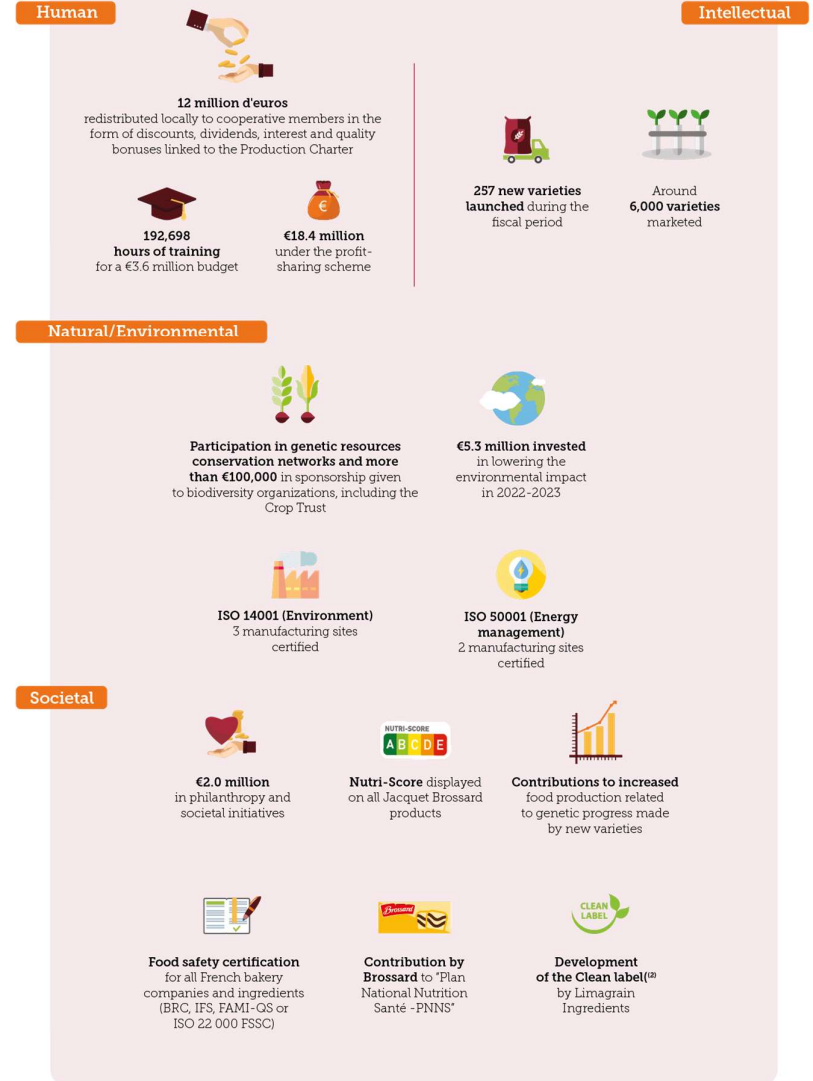 Human
Intellectual
12 million d'euros
redistributed locally to cooperative members in the
form of discounts, dividends, interest and quality
bonuses linked to the Production Charter
192,698
hours of training
for a €3.6 million budget
€
€18.4 million
under the profit-
sharing scheme
257 new varieties
launched during the
fiscal period
Around
6,000 varieties
marketed
Natural/Environmental
Participation in genetic resources
conservation networks and more
than €100,000 in sponsorship given
to biodiversity organizations, including the
Crop Trust
€5.3 million invested
in lowering the
environmental impact
in 2022-2023
ISO 14001 (Environment)
3 manufacturing sites
certified
ISO 50001 (Energy
management)
2 manufacturing sites
certified
Societal
€2.0 million
in philanthropy and
societal initiatives
NUTRI-SCORE
A B C D E
Nutri-Score displayed
on all Jacquet Brossard
products
Contributions to increased
food production related
to genetic progress made
by new varieties
Food safety certification
for all French bakery
companies and ingredients
(BRC, IFS, FAMI-QS or
ISO 22 000 FSSC)
Brossard
Contribution by
Brossard to "Plan
National Nutrition
Santé -PNNS"
CLEAN
LABEL
Development
of the Clean label(⁽²⁾
by Limagrain
Ingredients